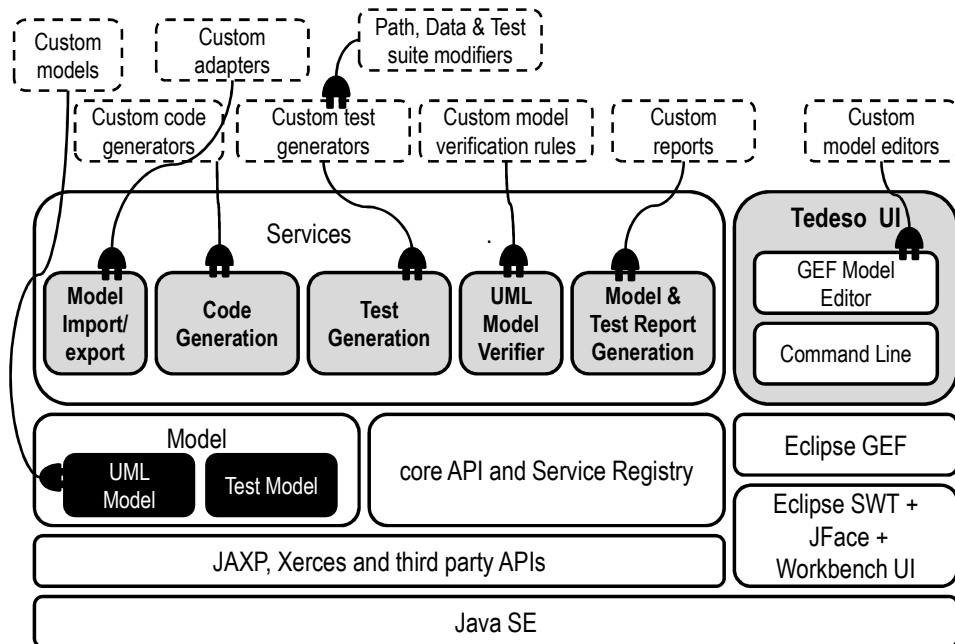 Custom
models
Custom
adapters
Path, Data & Test
suite modifiers
Custom code
generators
Custom test
generators
Custom model
verification rules
Custom
reports
Custom
model editors
Services
.
Model
Import/
export
Code
Generation
Test
Generation
UML
Model
Verifier
Model &
Test Report
Generation
Tedeso UI
GEF Model
Editor
Command Line
Model
UML
Model
Test Model
core API and Service Registry
Eclipse GEF
Eclipse SWT +
JFace +
Workbench UI
JAXP, Xerces and third party APIs
Java SE